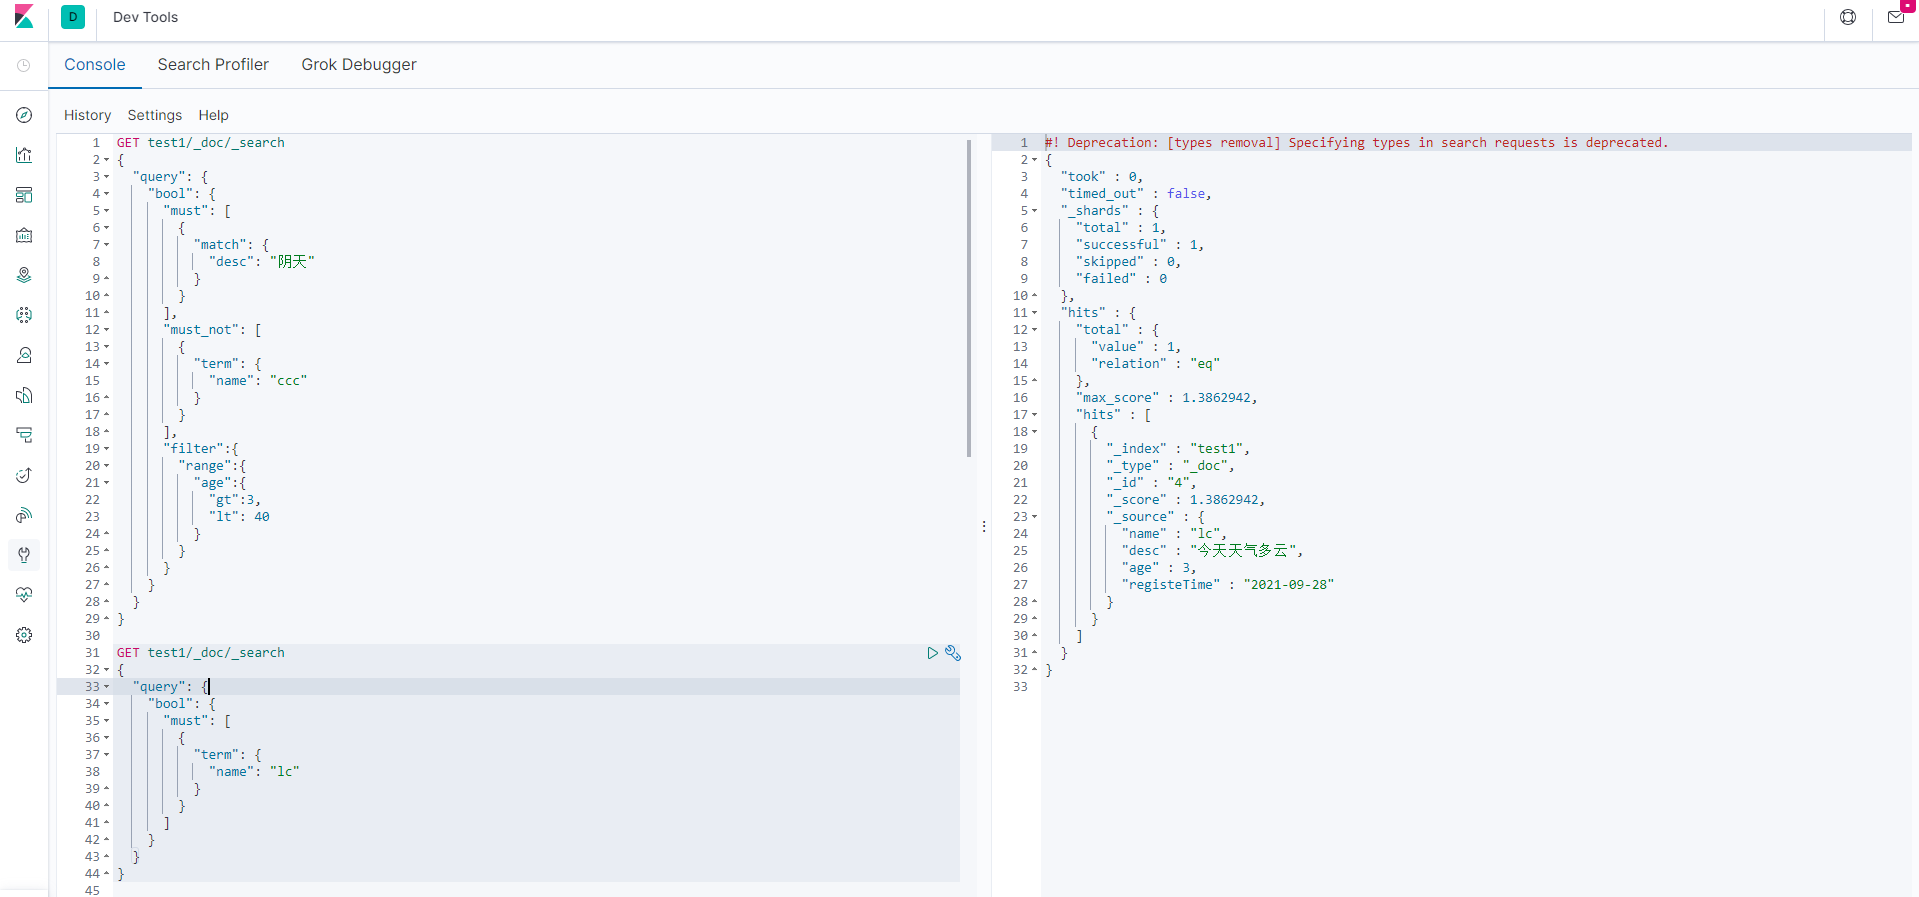 D Dev Tools
Console Search Profiler Grok Debugger
History Settings Help
1 GET test1/_doc/_search
2 {
3 "query": {
4 "bool": {
5 "must": [
6 {
7 "match": {
8 "desc": "阴天"
9 }
10 }
11 ],
12 "must_not": [
13 {
14 "term": {
15 "name": "ccc"
16 }
17 }
18 ],
19 "filter":{
20 "range":{
21 "age":{
22 "gt":3,
23 "lt": 40
24 }
25 }
26 }
27 }
28 }
29 }
30
31 GET test1/_doc/_search
32 {
33 "query": {
34 "bool": {
35 "must": [
36 {
37 "term": {
38 "name": "lc"
39 }
40 }
41 ]
42 }
43 }
44 }
45
1 #! Deprecation: [types removal] Specifying types in search requests is deprecated.
2 {
3 "took" : 0,
4 "timed_out" : false,
5 "_shards" : {
6 "total" : 1,
7 "successful" : 1,
8 "skipped" : 0,
9 "failed" : 0
10 },
11 "hits" : {
12 "total" : {
13 "value" : 1,
14 "relation" : "eq"
15 },
16 "max_score" : 1.3862942,
17 "hits" : [
18 {
19 "_index" : "test1",
20 "_type" : "_doc",
21 "_id" : "4",
22 "_score" : 1.3862942,
23 "_source" : {
24 "name" : "lc",
25 "desc" : "今天天气多云",
26 "age" : 3,
27 "registeTime" : "2021-09-28"
28 }
29 }
30 ]
31 }
32 }
33